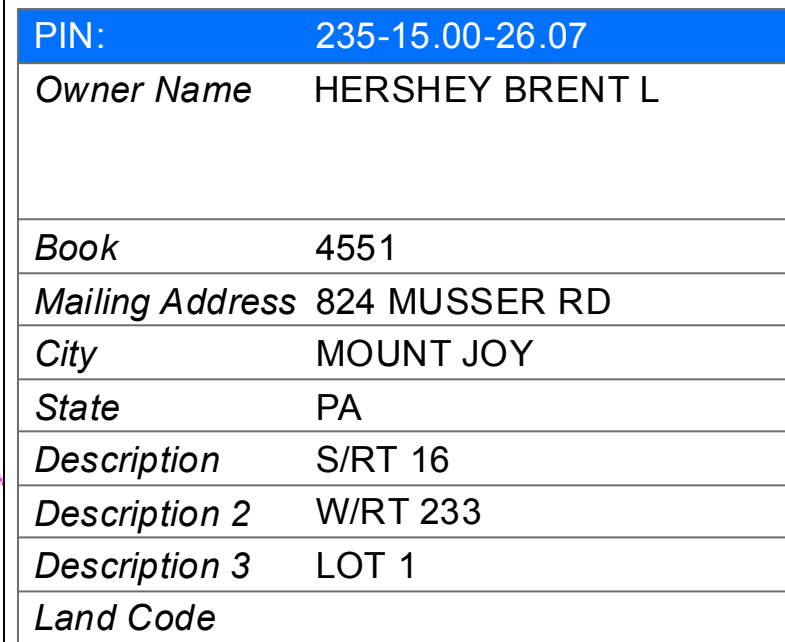 PIN: 235-15.00-26.07
Owner Name HERSHEY BRENT L
Book 4551
Mailing Address 824 MUSSER RD
City MOUNT JOY
State PA
Description S/RT 16
Description 2 W/RT 233
Description 3 LOT 1
Land Code